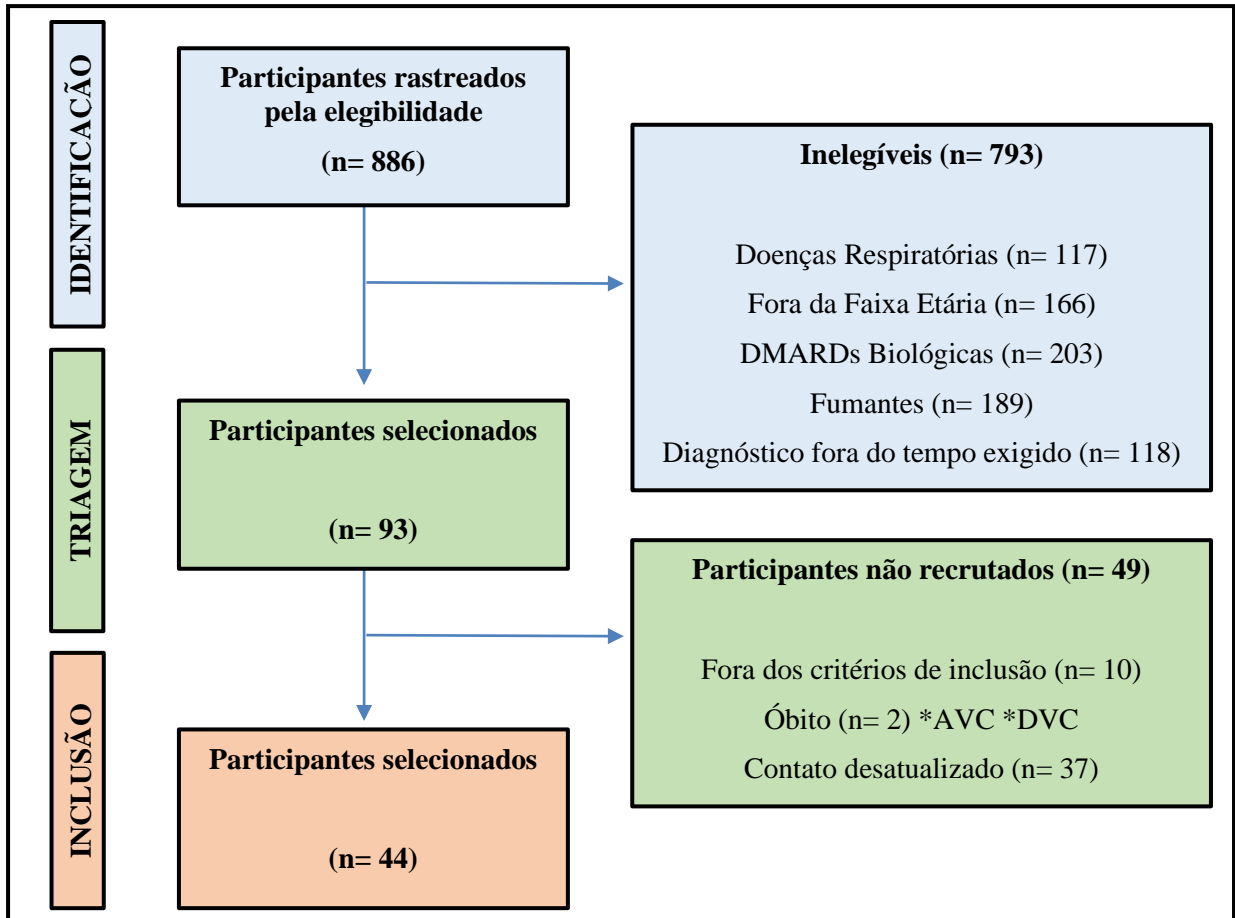 IDENTIFICAÇÃO
Participantes rastreados
pela elegibilidade
(n= 886)
Inelegíveis (n= 793)
Doenças Respiratórias (n= 117)
Fora da Faixa Etária (n= 166)
DMARDs Biológicas (n= 203)
Fumantes (n= 189)
Diagnóstico fora do tempo exigido (n= 118)
TRIAGEM
Participantes selecionados
(n= 93)
Participantes não recrutados (n= 49)
Fora dos critérios de inclusão (n= 10)
Óbito (n= 2) *AVC *DVC
Contato desatualizado (n= 37)
INCLUSÃO
Participantes selecionados
(n= 44)